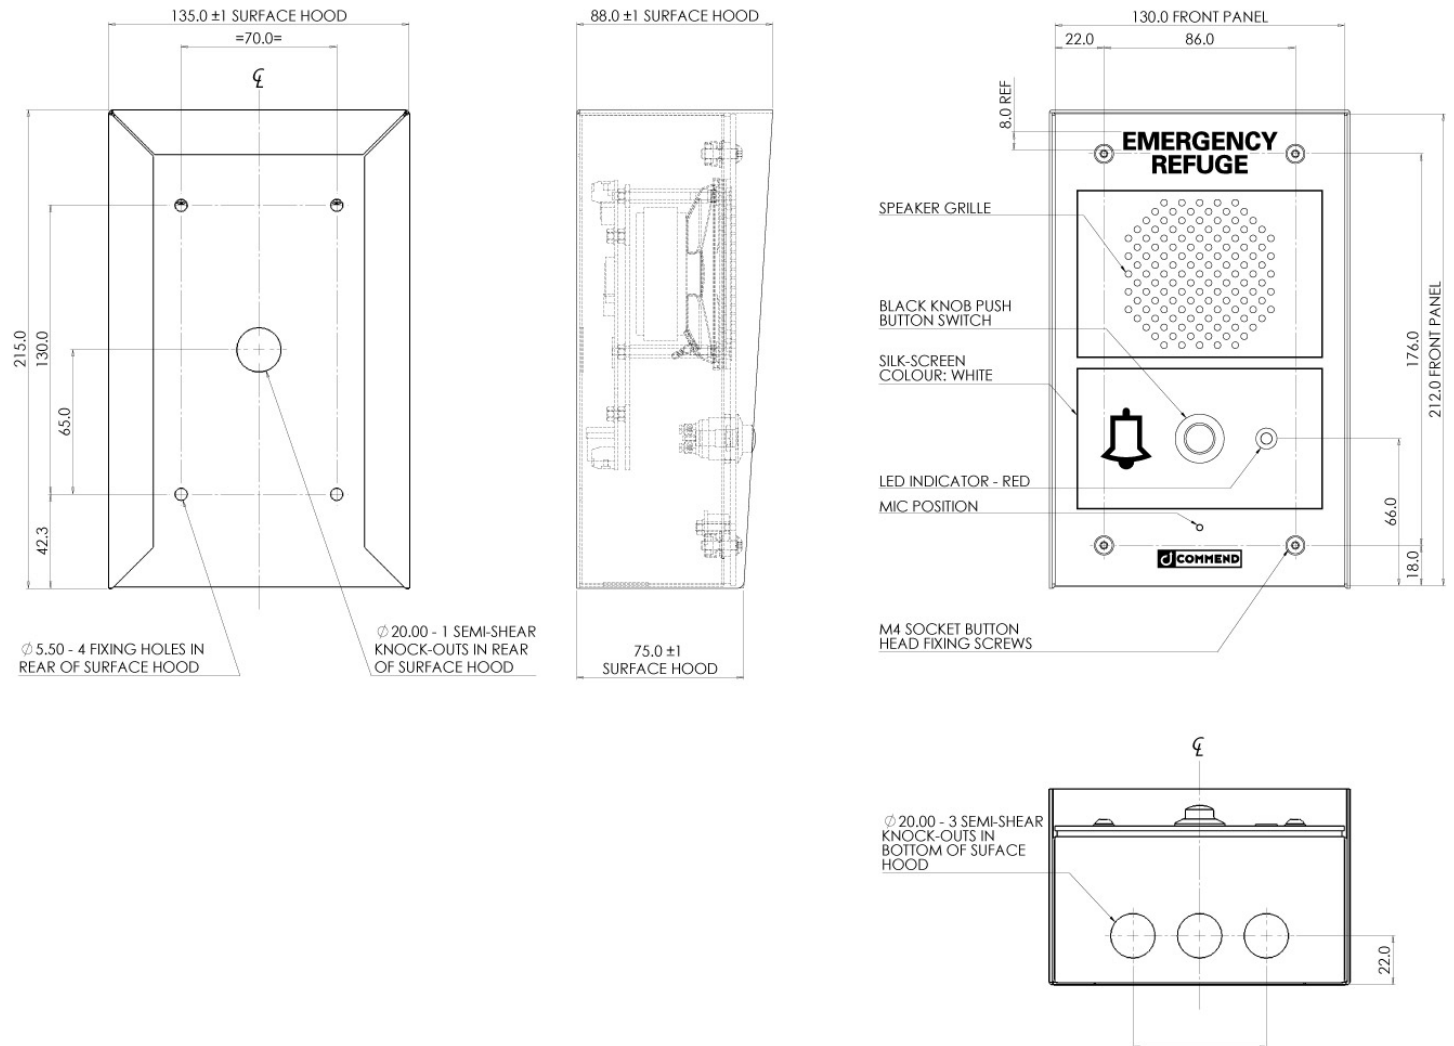 135.0 ±1 SURFACE HOOD
=70.0=
℄
215.0
130.0
65.0
42.3
∅ 5.50 - 4 FIXING HOLES IN
REAR OF SURFACE HOOD
∅ 20.00 - 1 SEMI-SHEAR
KNOCK-OUTS IN REAR
OF SURFACE HOOD
88.0 ±1 SURFACE HOOD
75.0 ±1
SURFACE HOOD
130.0 FRONT PANEL
22.0
86.0
8.0 REF
EMERGENCY
REFUGE
SPEAKER GRILLE
BLACK KNOB PUSH
BUTTON SWITCH
SILK-SCREEN
COLOUR: WHITE
LED INDICATOR - RED
MIC POSITION
COMMEND
M4 SOCKET BUTTON
HEAD FIXING SCREWS
176.0
212.0 FRONT PANEL
66.0
18.0
℄
∅ 20.00 - 3 SEMI-SHEAR
KNOCK-OUTS IN
BOTTOM OF SUFACE
HOOD
22.0